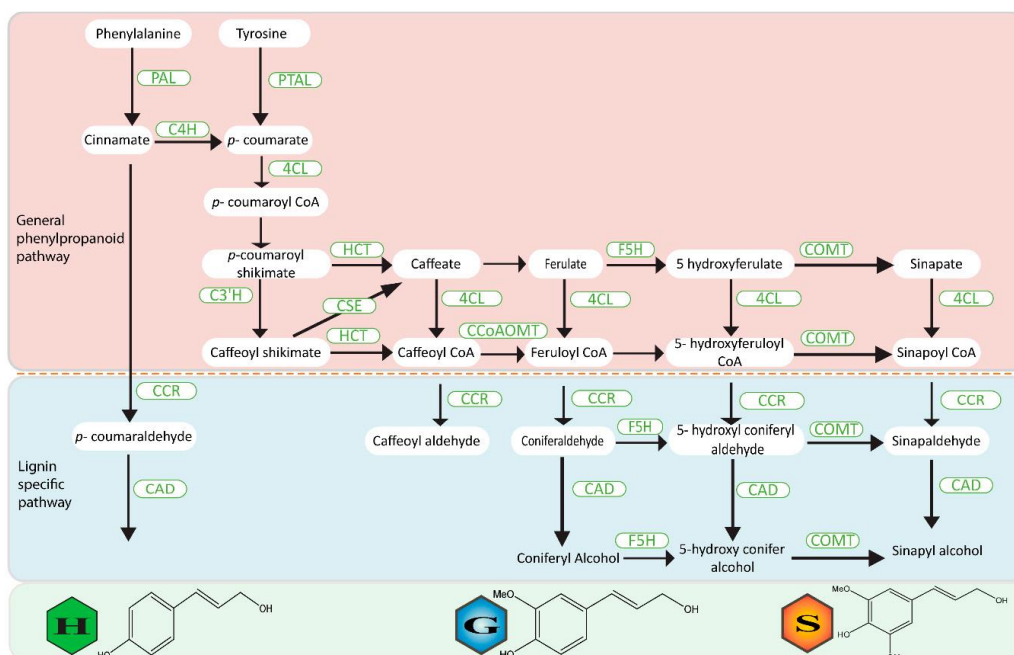 Phenylalanine
Tyrosine
PAL
PTAL
Cinnamate
C4H
p- coumarate
4CL
p- coumaroyl CoA
General
phenylpropanoid
pathway
p-coumaroyl
shikimate
HCT
Caffeate
Ferulate
F5H
5 hydroxyferulate
COMT
Sinapate
C3'H
CSE
4CL
4CL
4CL
4CL
Caffeoyl shikimate
HCT
Caffeoyl CoA
CCoAOMT
Feruloyl CoA
5- hydroxyferuloyl
CoA
COMT
Sinapoyl CoA
CCR
CCR
CCR
CCR
CCR
p- coumaraldehyde
Caffeoyl aldehyde
Coniferaldehyde
F5H
5- hydroxyl coniferyl
aldehyde
COMT
Sinapaldehyde
Lignin
specific
pathway
CAD
CAD
CAD
CAD
Coniferyl Alcohol
F5H
5-hydroxy conifer
alcohol
COMT
Sinapyl alcohol
H
OH
HO
G
MeO
OH
HO
S
MeO
OH
HO